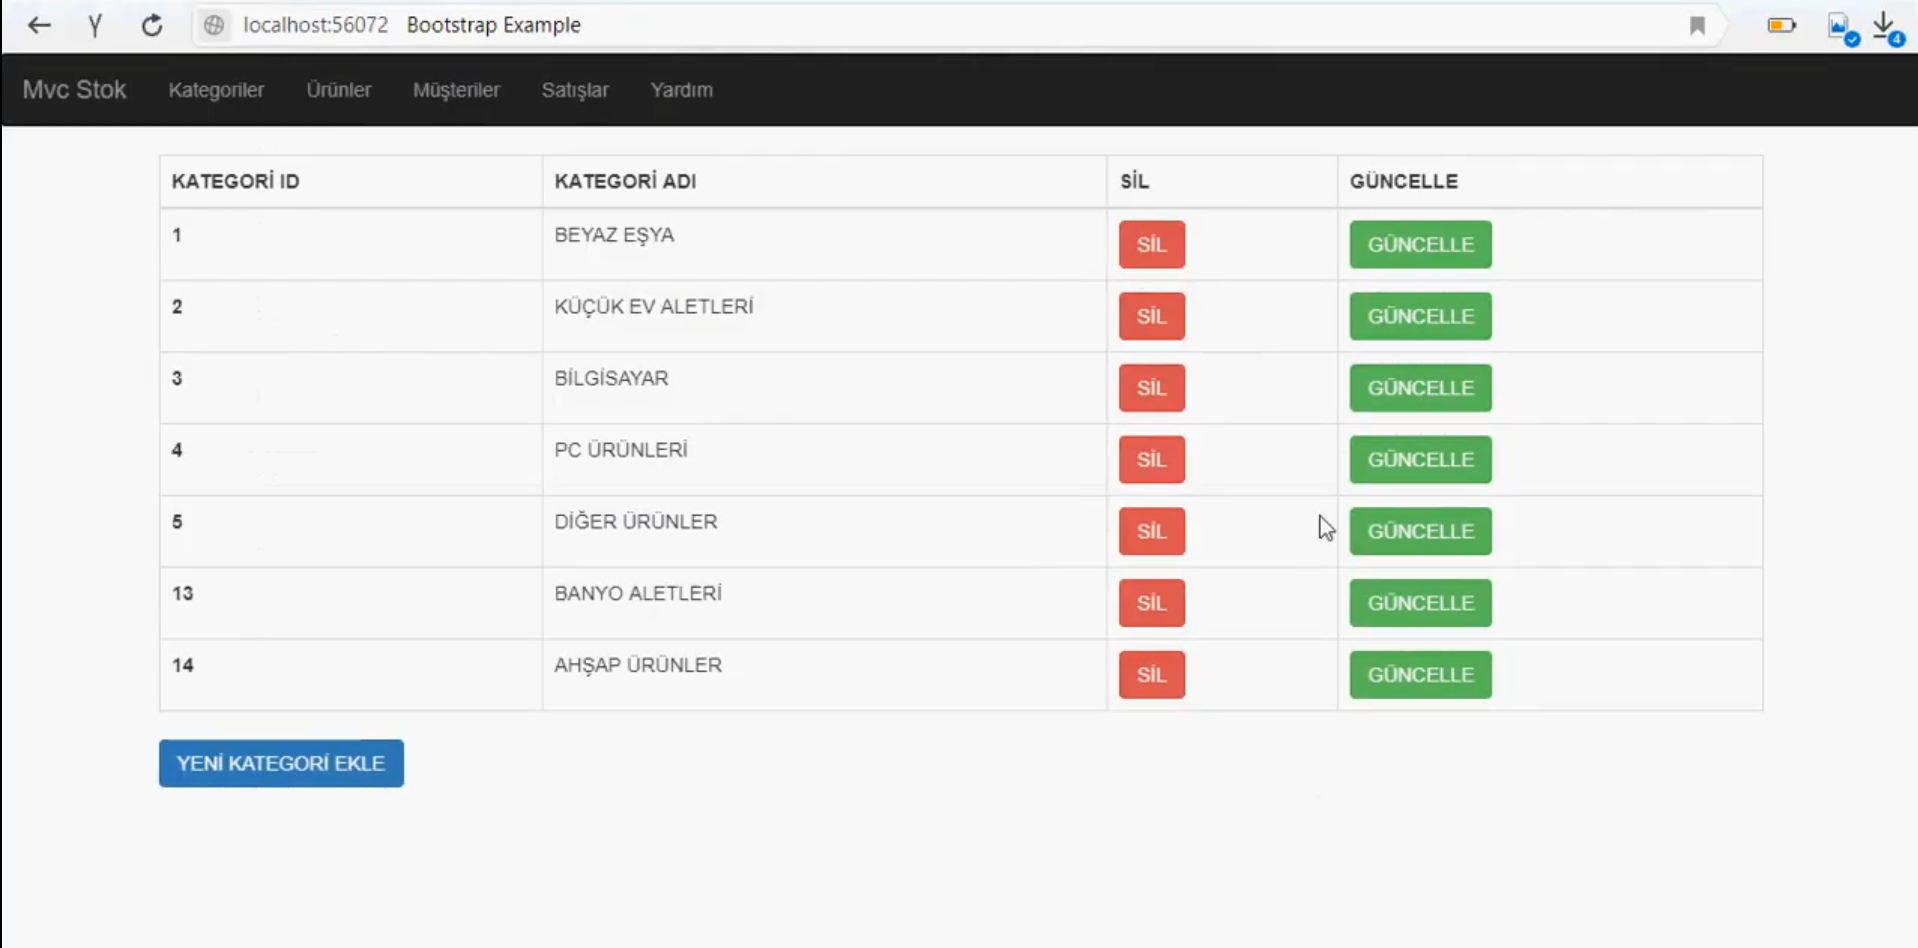 localhost:56072 Bootstrap Example
4
Mvc Stok Kategoriler Ürünler Müşteriler Satışlar Yardım
KATEGORİ ID KATEGORİ ADI SİL GÜNCELLE
1 BEYAZ EŞYA SİL GÜNCELLE
2 KÜÇÜK EV ALETLERİ SİL GÜNCELLE
3 BİLGİSAYAR SİL GÜNCELLE
4 PC ÜRÜNLERİ SİL GÜNCELLE
5 DİĞER ÜRÜNLER SİL GÜNCELLE
13 BANYO ALETLERİ SİL GÜNCELLE
14 AHŞAP ÜRÜNLER SİL GÜNCELLE
YENİ KATEGORİ EKLE